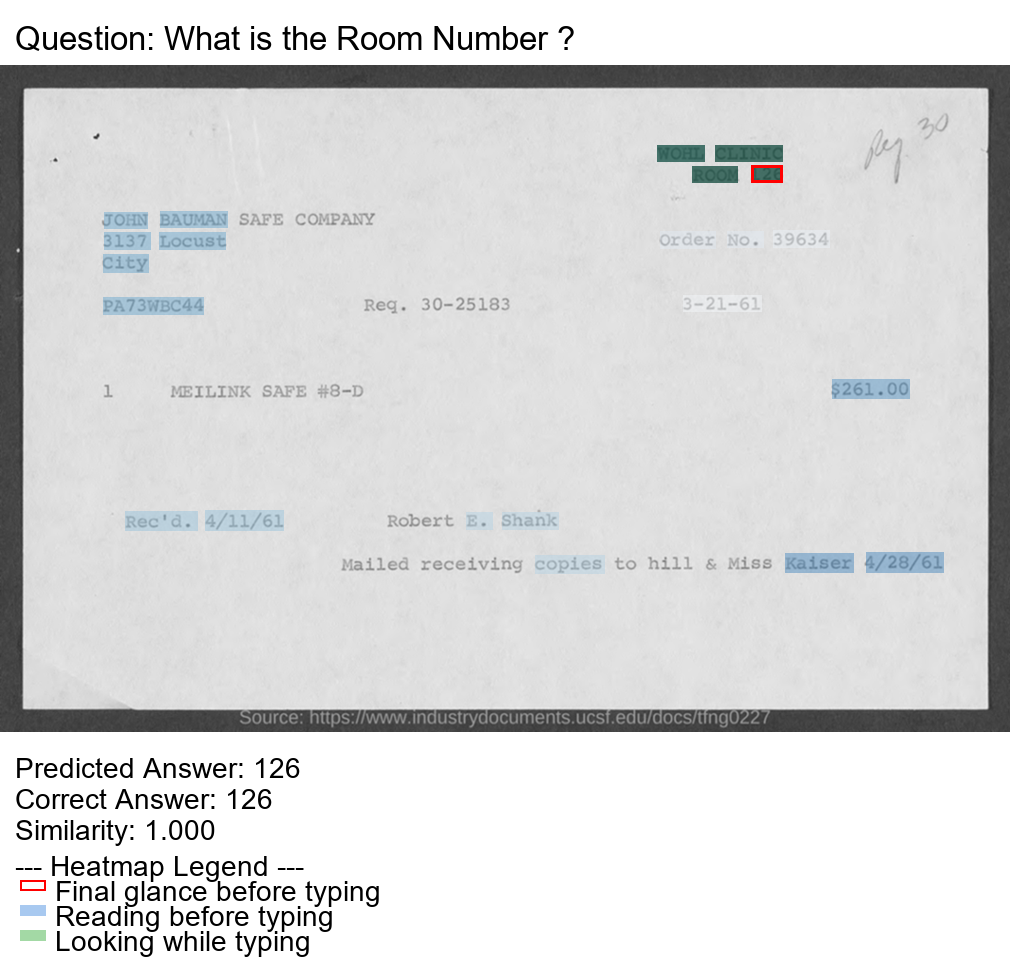 Question: What is the Room Number ?
Reg. 30
WOHL CLINIC
ROOM 126
JOHN BAUMAN SAFE COMPANY
3137 Locust
Order No. 39634
City
PA73WBC44 Req. 30-25183 3-21-61
1 MEILINK SAFE #8-D $261.00
Rec'd. 4/11/61 Robert E. Shank
Mailed receiving copies to hill & Miss Kaiser 4/28/61
Source: https://www.industrydocuments.ucsf.edu/docs/tfng0227
Predicted Answer: 126
Correct Answer: 126
Similarity: 1.000
--- Heatmap Legend ---
Final glance before typing
Reading before typing
Looking while typing